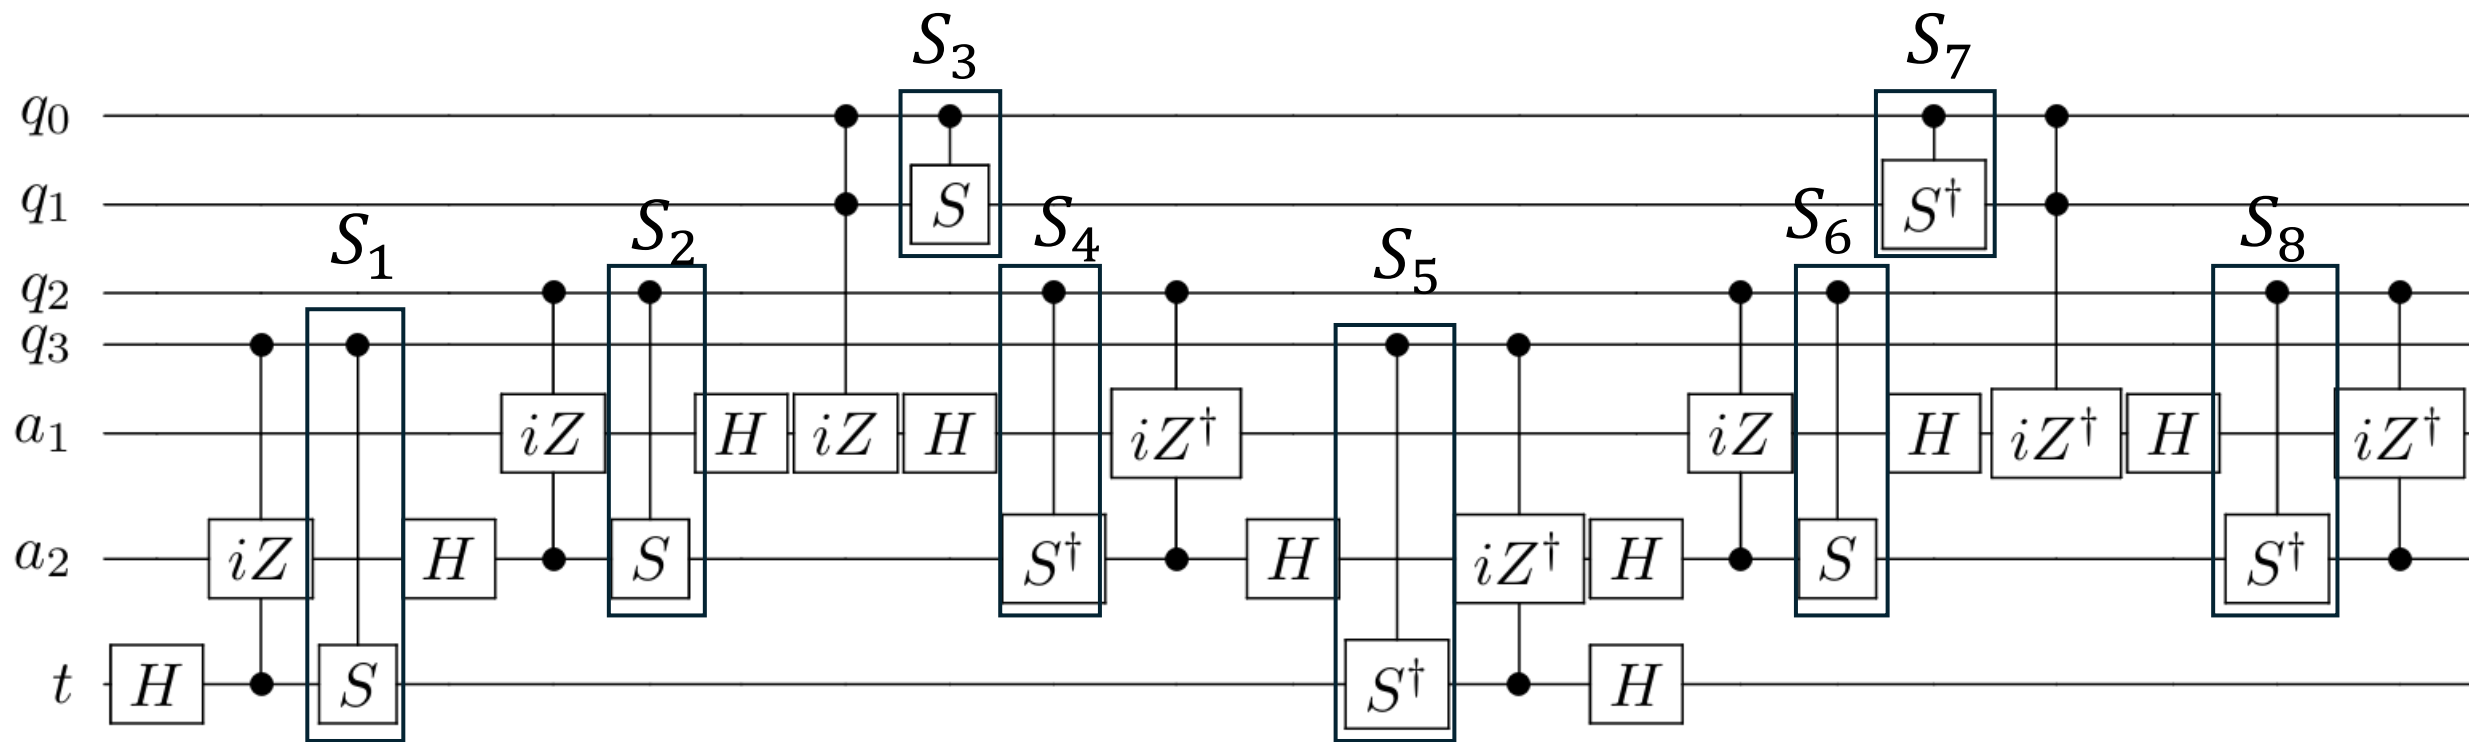 S₃ S₇
q₀
S S†
q₁
S₁ S₂ S₄ S₅ S₆ S₈
q₂
q₃
a₁ iZ H iZ H iZ† iZ H iZ† H iZ†
a₂ iZ H S S† H iZ† H S S†
t H S S† H